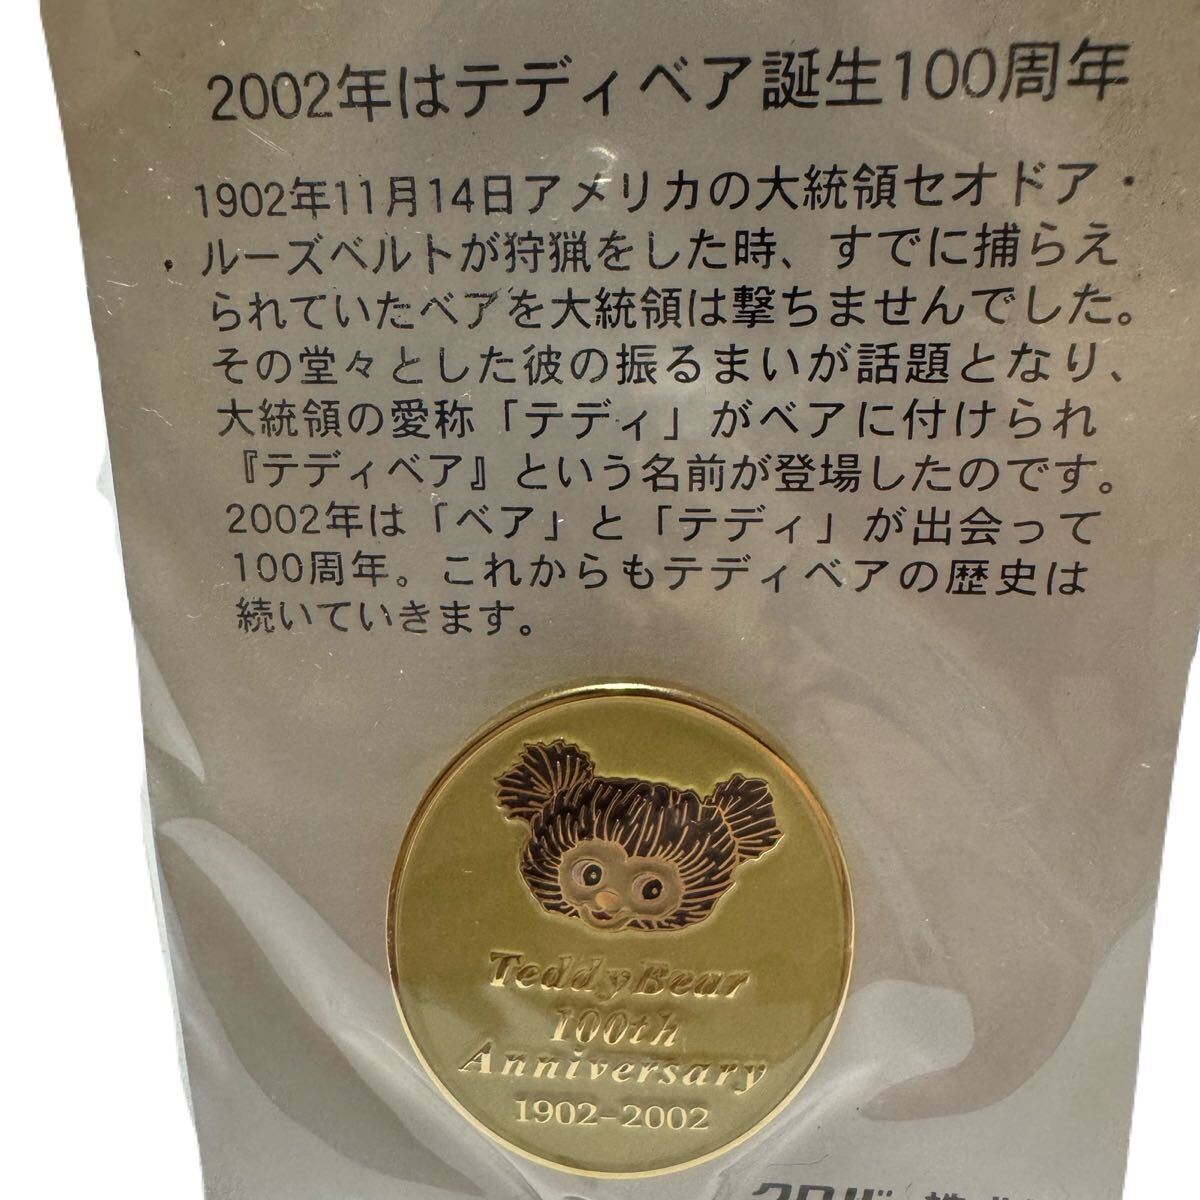 2002年はテディベア誕生100周年
1902年11月14日アメリカの大統領セオドア・
ルーズベルトが狩猟をした時、すでに捕らえ
られていたベアを大統領は撃ちませんでした。
その堂々とした彼の振るまいが話題となり、
大統領の愛称「テディ」がベアに付けられ
『テディベア』という名前が登場したのです。
2002年は「ベア」と「テディ」が出会って
100周年。これからもテディベアの歴史は
続いていきます。
Teddy Bear
100th
Anniversary
1902-2002